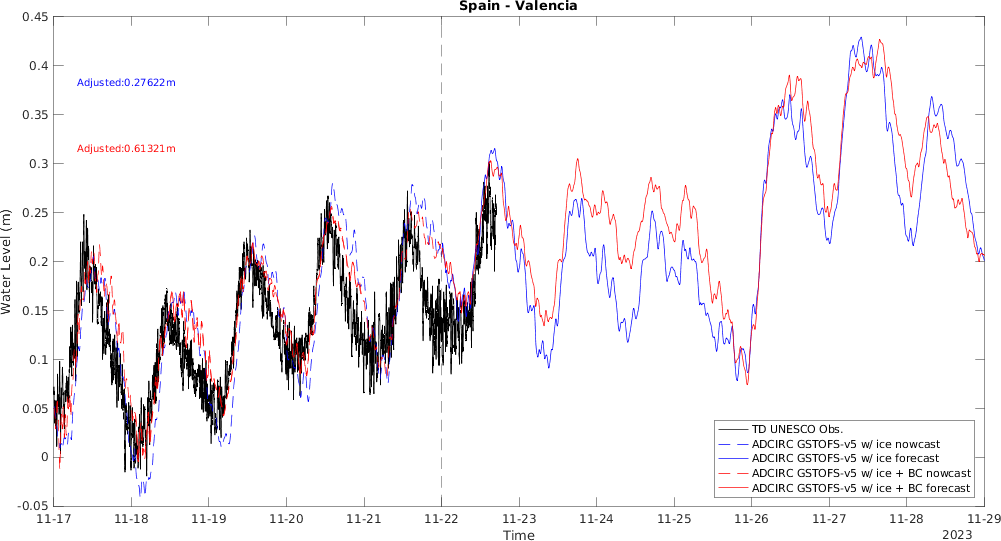 Spain - Valencia
0.45
0.4
0.35
0.3
0.25
0.2
0.15
0.1
0.05
0
-0.05
Water Level (m)
Adjusted:0.27622m
Adjusted:0.61321m
TD UNESCO Obs.
ADCIRC GSTOFS-v5 w/ ice nowcast
ADCIRC GSTOFS-v5 w/ ice forecast
ADCIRC GSTOFS-v5 w/ ice + BC nowcast
ADCIRC GSTOFS-v5 w/ ice + BC forecast
11-17 11-18 11-19 11-20 11-21 11-22 11-23 11-24 11-25 11-26 11-27 11-28 11-29
Time
2023